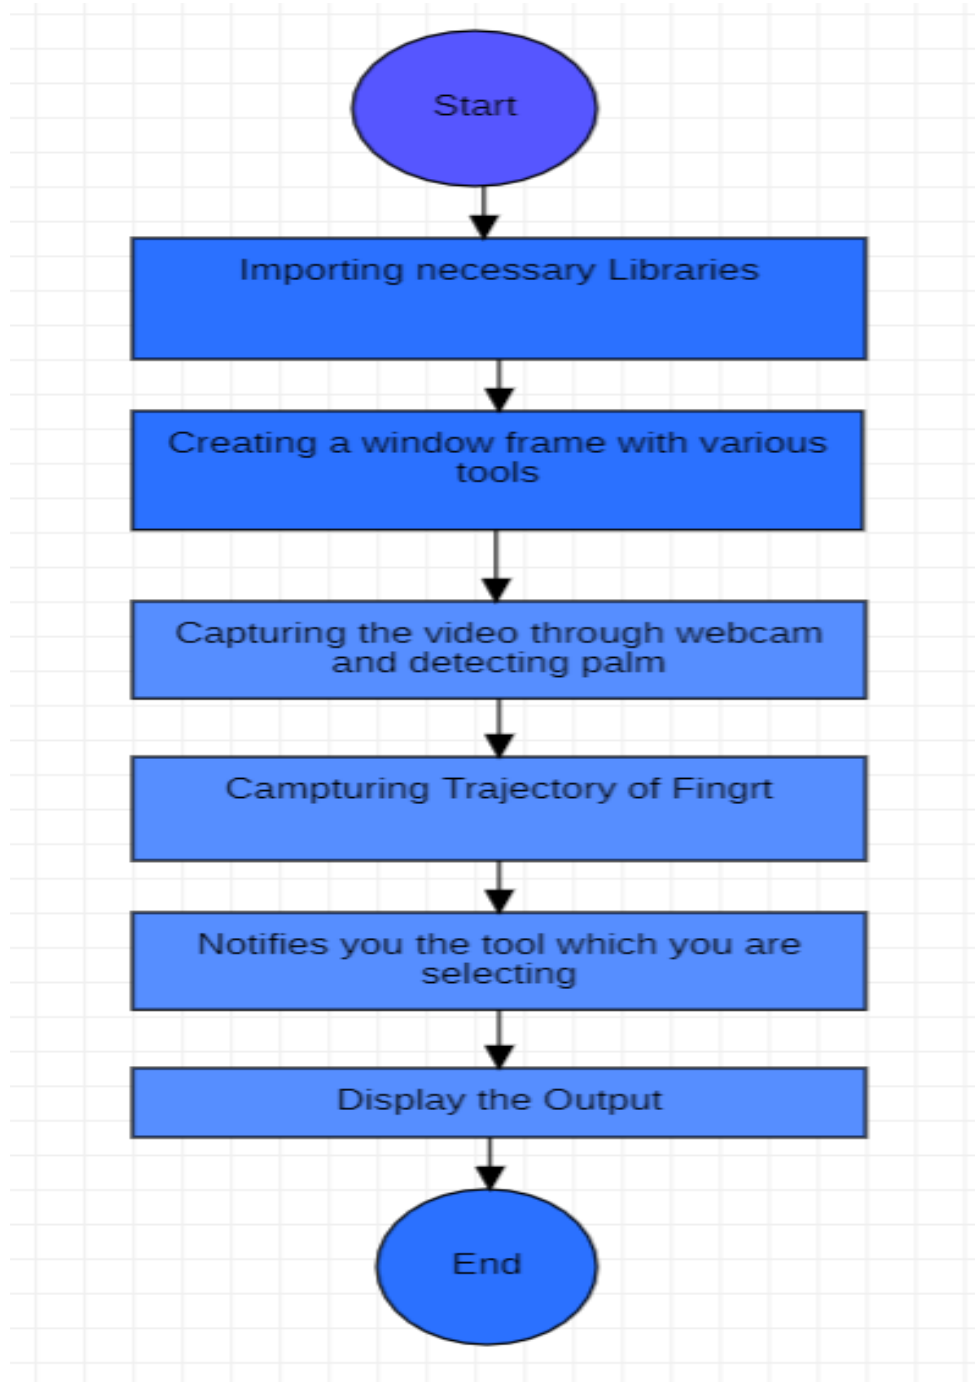 Start
Importing necessary Libraries
Creating a window frame with various
tools
Capturing the video through webcam
and detecting palm
Campturing Trajectory of Fingrt
Notifies you the tool which you are
selecting
Display the Output
End